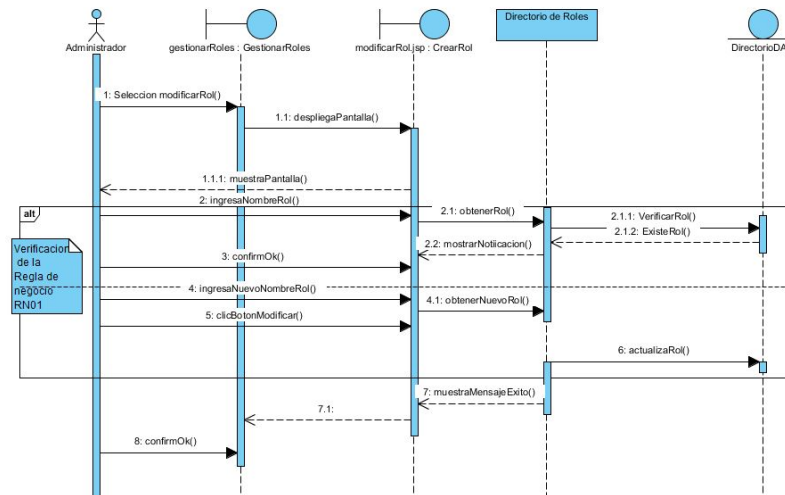 Administrador
gestionarRoles : GestionarRoles
modificarRol.jsp : CrearRol
Directorio de Roles
DirectorioDA
1: Seleccion modificarRol()
1.1: despliegaPantalla()
1.1.1: muestraPantalla()
2: ingresaNombreRol()
alt
2.1: obtenerRol()
2.1.1: VerificarRol()
2.1.2: ExisteRol()
2.2: mostrarNotiicacion()
Verificacion
de la
Regla de
negocio
RN01
3: confirmOk()
4: ingresaNuevoNombreRol()
4.1: obtenerNuevoRol()
5: clicBotonModificar()
6: actualizaRol()
7: muestraMensajeExito()
7.1:
8: confirmOk()